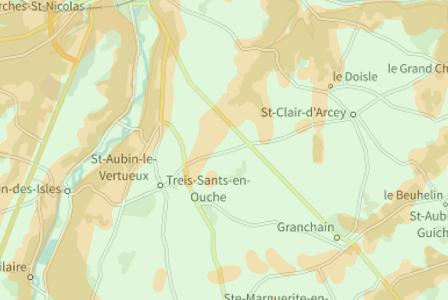 rches-St-Nicolas
le Doisle
le Grand Ch
St-Clair-d'Arcey
St-Aubin-le-
Vertueux
in-des-Isles
Treis-Sants-en-
Ouche
le Beuhelin
St-Aub
Guich
Granchain
ilaire
Ste-Marguerite-en-